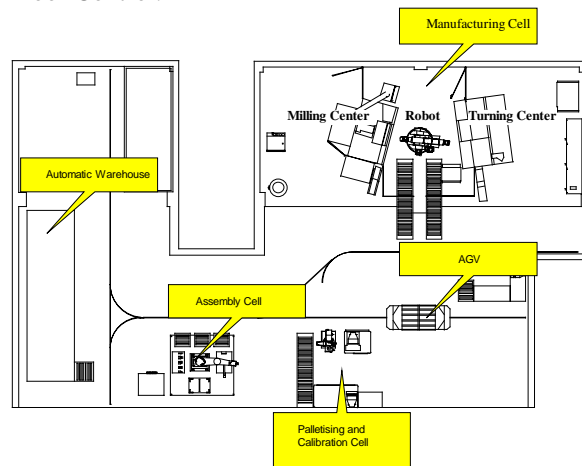 Manufacturing Cell
Milling Center
Robot
Turning Center
Automatic Warehouse
AGV
Assembly Cell
Palletising and
Calibration Cell